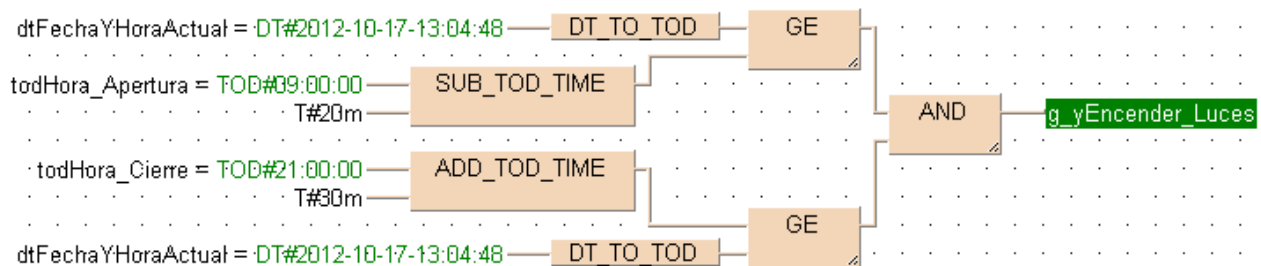 dtFechaYHoraActual = DT#2012-10-17-13:04:48 DT_TO_TOD GE
todHora_Apertura = TOD#09:00:00 SUB_TOD_TIME
T#20m
AND g_yEncender_Luces
todHora_Cierre = TOD#21:00:00 ADD_TOD_TIME
T#30m
GE
dtFechaYHoraActual = DT#2012-10-17-13:04:48 DT_TO_TOD